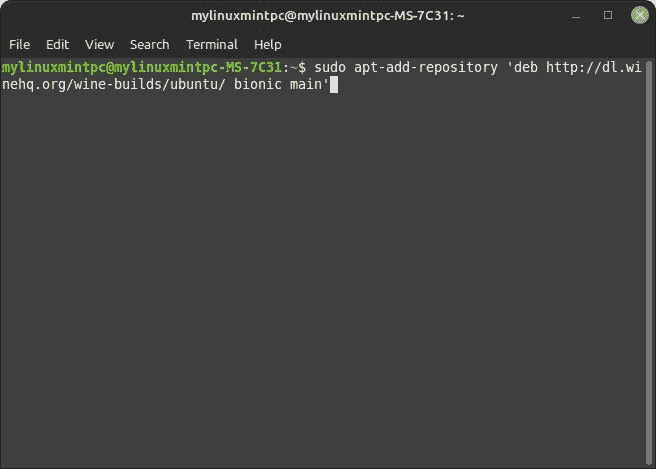 mylinuxmintpc@mylinuxmintpc-MS-7C31: ~
File Edit View Search Terminal Help
mylinuxmintpc@mylinuxmintpc-MS-7C31:~$ sudo apt-add-repository 'deb http://dl.wi
nehq.org/wine-builds/ubuntu/ bionic main'